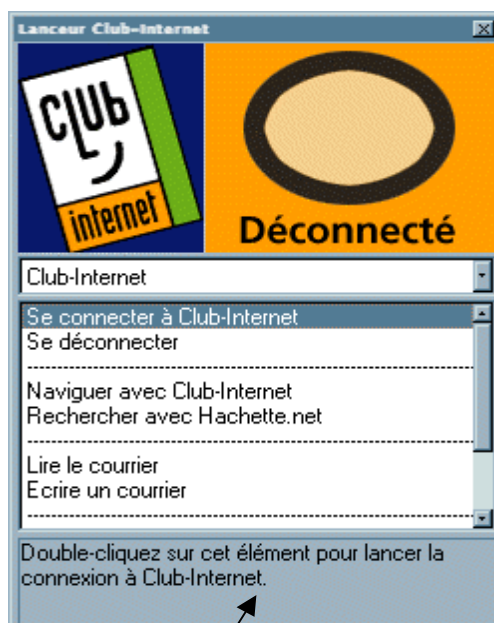 Lanceur Club-Internet
CLUB
internet
Déconnecté
Club-Internet
Se connecter à Club-Internet
Se déconnecter
Naviguer avec Club-Internet
Rechercher avec Hachette.net
Lire le courrier
Ecrire un courrier
Double-cliquez sur cet élément pour lancer la
connexion à Club-Internet.